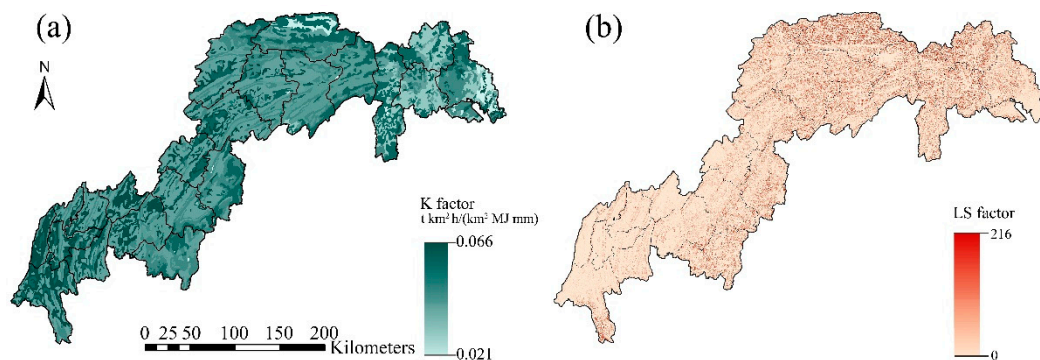 (a)
N
K factor
t km² h/(km² MJ mm)
0.066
0.021
0 25 50 100 150 200
Kilometers
(b)
LS factor
216
0